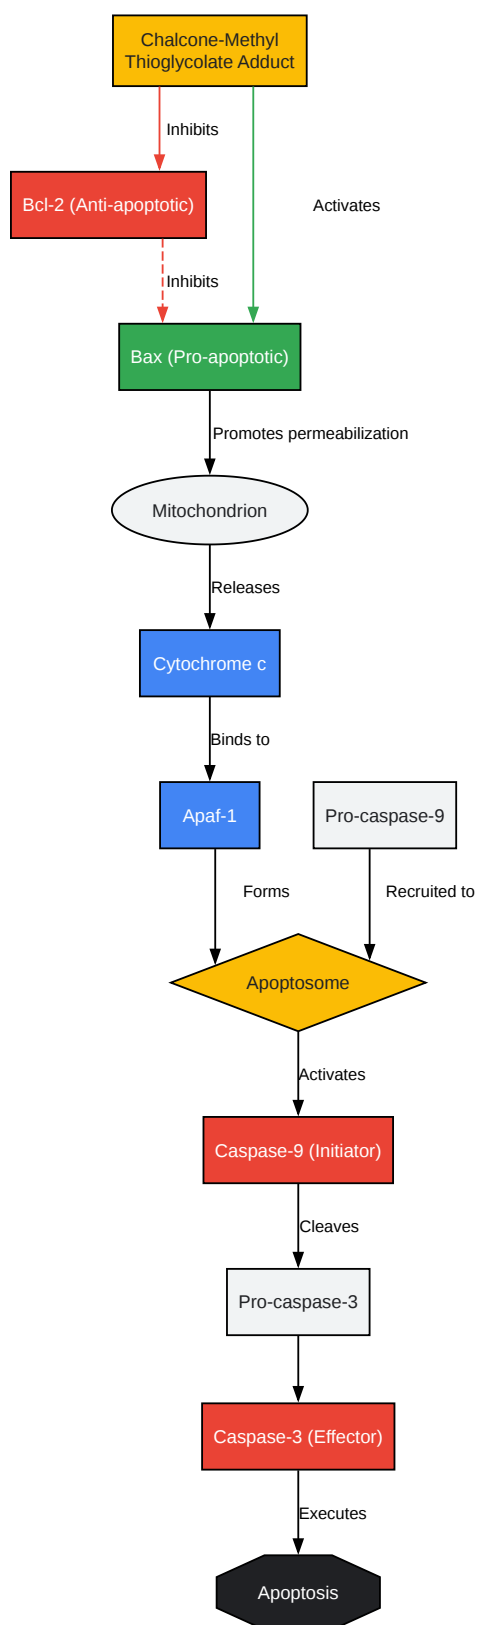 Chalcone-Methyl
Thioglycolate Adduct
Inhibits
Bcl-2 (Anti-apoptotic)
Activates
Inhibits
Bax (Pro-apoptotic)
Promotes permeabilization
Mitochondrion
Releases
Cytochrome c
Binds to
Apaf-1
Pro-caspase-9
Forms
Recruited to
Apoptosome
Activates
Caspase-9 (Initiator)
Cleaves
Pro-caspase-3
Caspase-3 (Effector)
Executes
Apoptosis